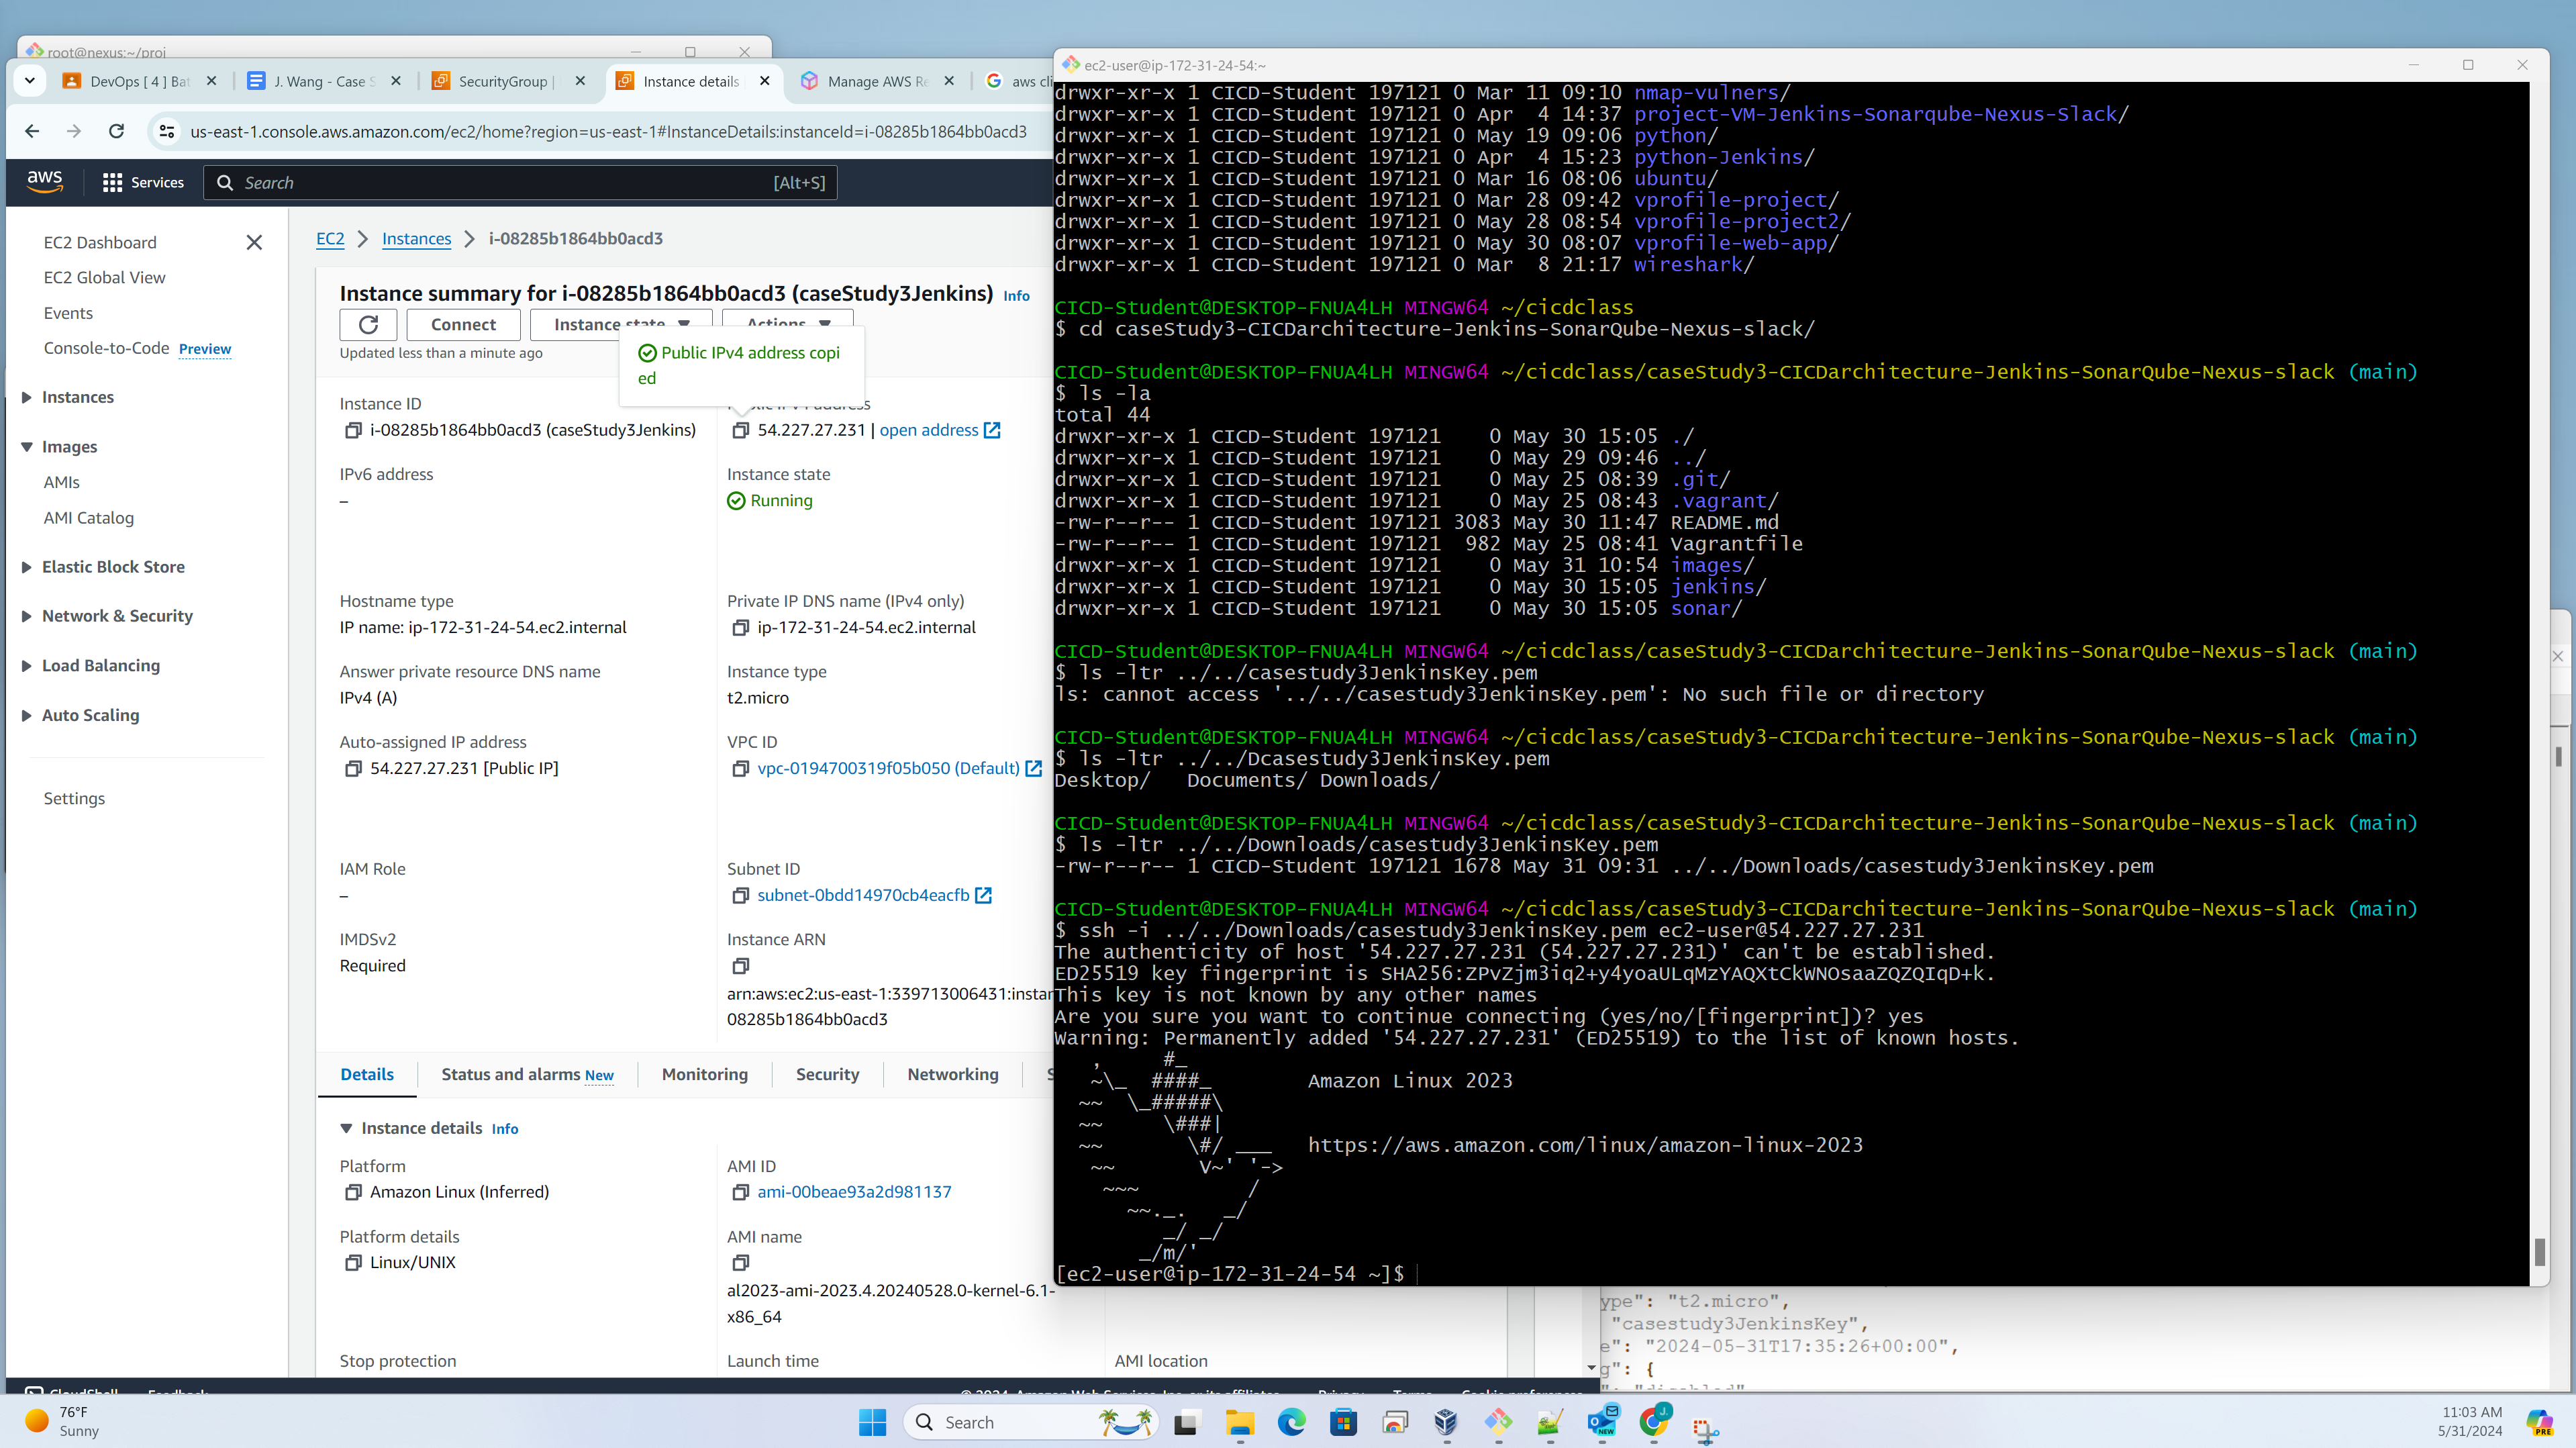 root@nexus:~/proj
DevOps [ 4 ] Bat
J. Wang - Case S
SecurityGroup |
Instance details
Manage AWS Re
aws cli
us-east-1.console.aws.amazon.com/ec2/home?region=us-east-1#InstanceDetails:instanceId=i-08285b1864bb0acd3
aws
Services
Search
[Alt+S]
EC2 Dashboard
EC2 Global View
Events
Console-to-Code Preview
Instances
Images
AMIs
AMI Catalog
Elastic Block Store
Network & Security
Load Balancing
Auto Scaling
Settings
EC2 > Instances > i-08285b1864bb0acd3
Instance summary for i-08285b1864bb0acd3 (caseStudy3Jenkins) Info
Connect
Instance state
Actions
Updated less than a minute ago
Public IPv4 address copi
ed
Instance ID
i-08285b1864bb0acd3 (caseStudy3Jenkins)
54.227.27.231 | open address
IPv6 address
–
Instance state
Running
Hostname type
IP name: ip-172-31-24-54.ec2.internal
Private IP DNS name (IPv4 only)
ip-172-31-24-54.ec2.internal
Answer private resource DNS name
IPv4 (A)
Instance type
t2.micro
Auto-assigned IP address
54.227.27.231 [Public IP]
VPC ID
vpc-0194700319f05b050 (Default)
IAM Role
–
Subnet ID
subnet-0bdd14970cb4eacfb
IMDSv2
Required
Instance ARN
arn:aws:ec2:us-east-1:339713006431:instan
08285b1864bb0acd3
Details
Status and alarms New
Monitoring
Security
Networking
S
Instance details Info
Platform
Amazon Linux (Inferred)
AMI ID
ami-00beae93a2d981137
Platform details
Linux/UNIX
AMI name
al2023-ami-2023.4.20240528.0-kernel-6.1-
x86_64
Stop protection
Launch time
AMI location
CloudShell Feedback
© 2024, Amazon Web Services, Inc. or its affiliates. Privacy Terms Cookie preferences
ec2-user@ip-172-31-24-54:~
drwxr-xr-x 1 CICD-Student 197121 0 Mar 11 09:10 nmap-vulners/
drwxr-xr-x 1 CICD-Student 197121 0 Apr  4 14:37 project-VM-Jenkins-Sonarqube-Nexus-Slack/
drwxr-xr-x 1 CICD-Student 197121 0 May 19 09:06 python/
drwxr-xr-x 1 CICD-Student 197121 0 Apr  4 15:23 python-Jenkins/
drwxr-xr-x 1 CICD-Student 197121 0 Mar 16 08:06 ubuntu/
drwxr-xr-x 1 CICD-Student 197121 0 Mar 28 09:42 vprofile-project/
drwxr-xr-x 1 CICD-Student 197121 0 May 28 08:54 vprofile-project2/
drwxr-xr-x 1 CICD-Student 197121 0 May 30 08:07 vprofile-web-app/
drwxr-xr-x 1 CICD-Student 197121 0 Mar  8 21:17 wireshark/
CICD-Student@DESKTOP-FNUA4LH MINGW64 ~/cicdclass
$ cd caseStudy3-CICDarchitecture-Jenkins-SonarQube-Nexus-slack/
CICD-Student@DESKTOP-FNUA4LH MINGW64 ~/cicdclass/caseStudy3-CICDarchitecture-Jenkins-SonarQube-Nexus-slack (main)
$ ls -la
total 44
drwxr-xr-x 1 CICD-Student 197121    0 May 30 15:05 ./
drwxr-xr-x 1 CICD-Student 197121    0 May 29 09:46 ../
drwxr-xr-x 1 CICD-Student 197121    0 May 25 08:39 .git/
drwxr-xr-x 1 CICD-Student 197121    0 May 25 08:43 .vagrant/
-rw-r--r-- 1 CICD-Student 197121 3083 May 30 11:47 README.md
-rw-r--r-- 1 CICD-Student 197121  982 May 25 08:41 Vagrantfile
drwxr-xr-x 1 CICD-Student 197121    0 May 31 10:54 images/
drwxr-xr-x 1 CICD-Student 197121    0 May 30 15:05 jenkins/
drwxr-xr-x 1 CICD-Student 197121    0 May 30 15:05 sonar/
CICD-Student@DESKTOP-FNUA4LH MINGW64 ~/cicdclass/caseStudy3-CICDarchitecture-Jenkins-SonarQube-Nexus-slack (main)
$ ls -ltr ../../casestudy3JenkinsKey.pem
ls: cannot access '../../casestudy3JenkinsKey.pem': No such file or directory
CICD-Student@DESKTOP-FNUA4LH MINGW64 ~/cicdclass/caseStudy3-CICDarchitecture-Jenkins-SonarQube-Nexus-slack (main)
$ ls -ltr ../../Dcasestudy3JenkinsKey.pem
Desktop/   Documents/ Downloads/
CICD-Student@DESKTOP-FNUA4LH MINGW64 ~/cicdclass/caseStudy3-CICDarchitecture-Jenkins-SonarQube-Nexus-slack (main)
$ ls -ltr ../../Downloads/casestudy3JenkinsKey.pem
-rw-r--r-- 1 CICD-Student 197121 1678 May 31 09:31 ../../Downloads/casestudy3JenkinsKey.pem
CICD-Student@DESKTOP-FNUA4LH MINGW64 ~/cicdclass/caseStudy3-CICDarchitecture-Jenkins-SonarQube-Nexus-slack (main)
$ ssh -i ../../Downloads/casestudy3JenkinsKey.pem ec2-user@54.227.27.231
The authenticity of host '54.227.27.231 (54.227.27.231)' can't be established.
ED25519 key fingerprint is SHA256:ZPvZjm3iq2+y4yoaULqMzYAQXtCkWNOsaaZQZQIqD+k.
This key is not known by any other names
Are you sure you want to continue connecting (yes/no/[fingerprint])? yes
Warning: Permanently added '54.227.27.231' (ED25519) to the list of known hosts.
   ,     #_
   ~\_  ####_        Amazon Linux 2023
  ~~  \_#####\
  ~~     \###|
  ~~       \#/ ___   https://aws.amazon.com/linux/amazon-linux-2023
   ~~       V~' '->
    ~~~         /
      ~~._.   _/
         _/ _/
       _/m/'
[ec2-user@ip-172-31-24-54 ~]$
ype": "t2.micro",
"casestudy3JenkinsKey",
e": "2024-05-31T17:35:26+00:00",
g": {
": "disabled"
76°F
Sunny
Search
NEW
J.
PRE
11:03 AM
5/31/2024